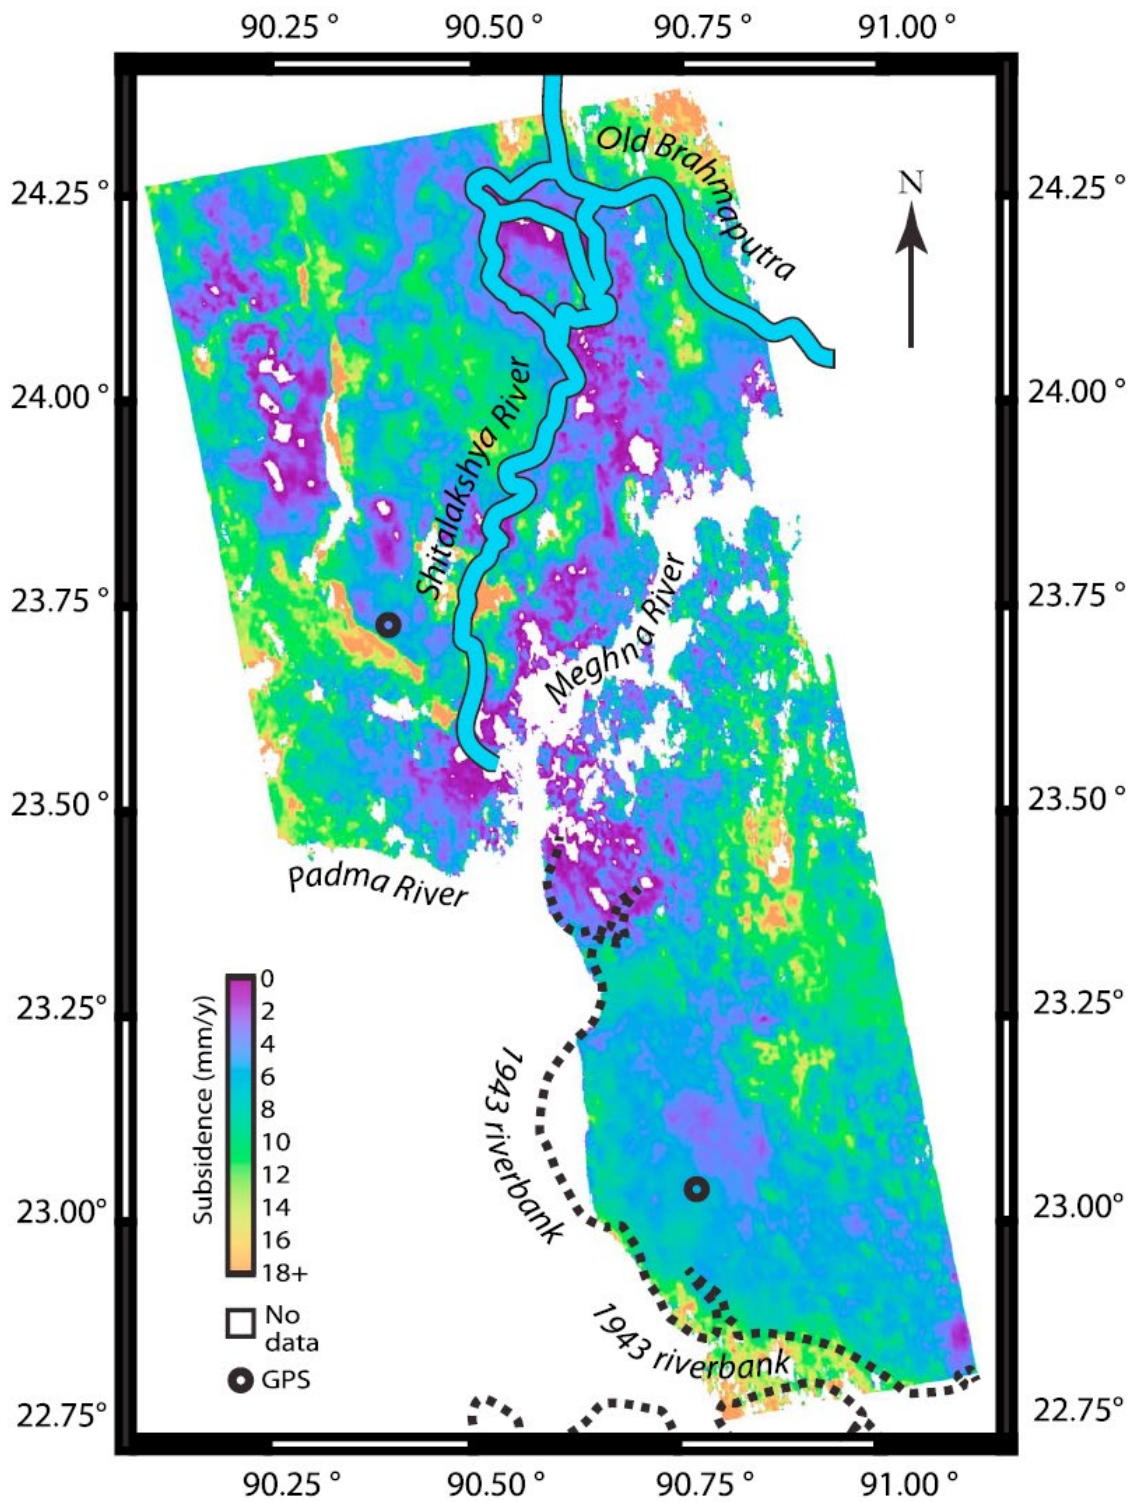 90.25 ° 90.50 ° 90.75 ° 91.00 °
N
Old Brahmaputra
24.25 ° 24.25 °
24.00 ° 24.00 °
Shitalakshya River
23.75 ° 23.75 °
Meghna River
23.50 ° 23.50 °
Padma River
23.25° 23.25°
Subsidence (mm/y)
0
2
4
6
8
10
12
14
16
18+
1943 riverbank
23.00° 23.00°
No
data
GPS
1943 riverbank
22.75° 22.75°
90.25 ° 90.50 ° 90.75 ° 91.00 °